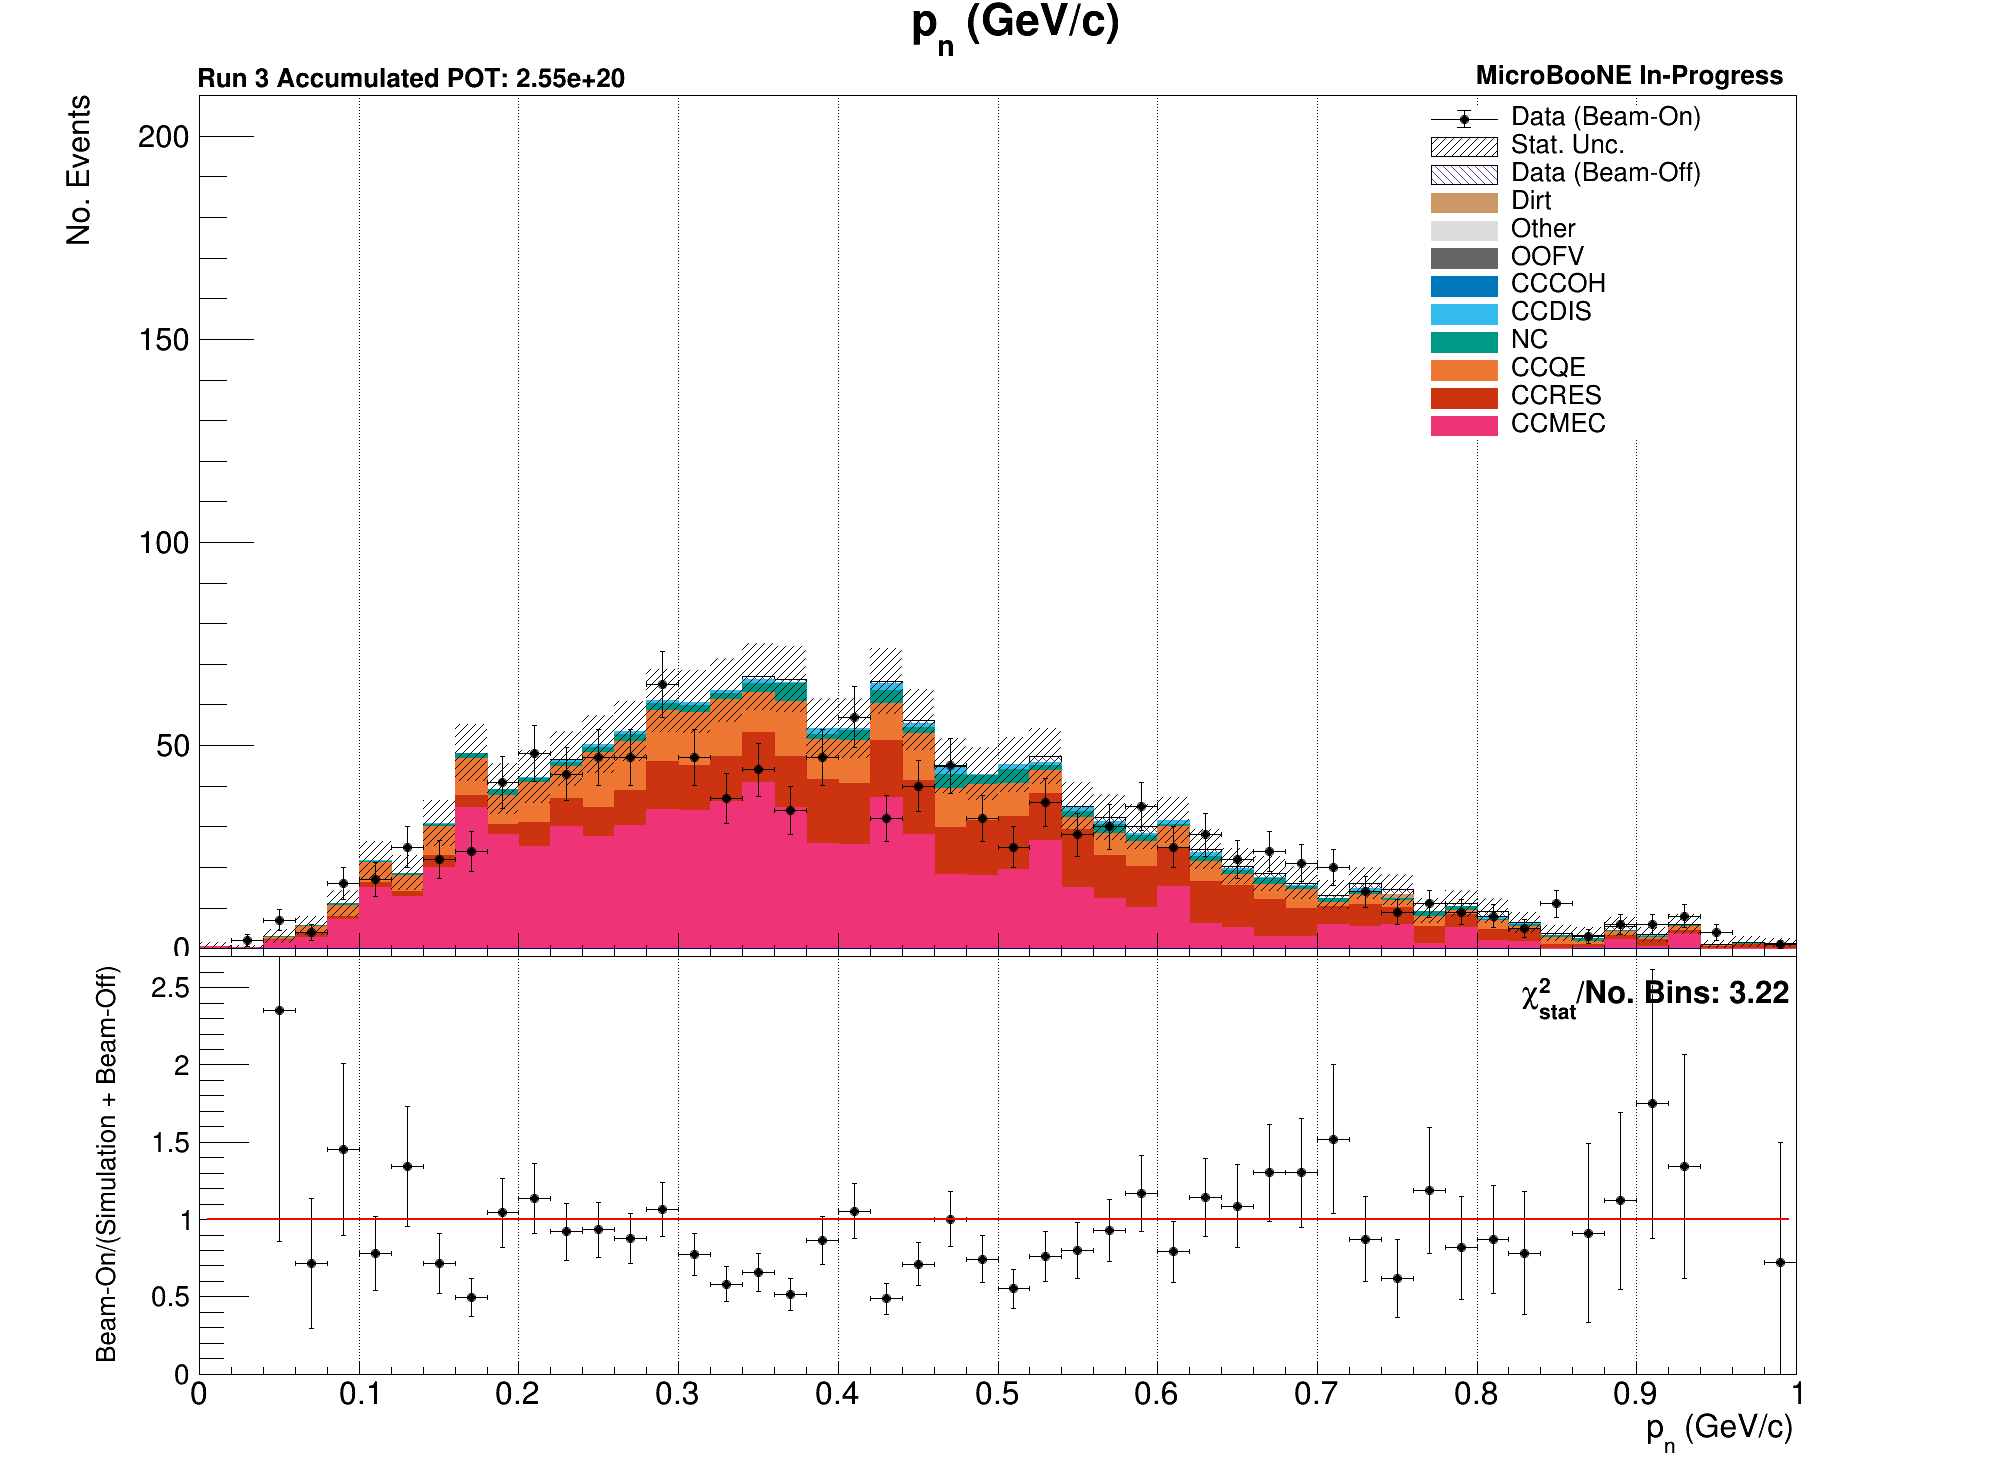 pn (GeV/c)
Run 3 Accumulated POT: 2.55e+20
MicroBooNE In-Progress
No. Events
200
150
100
50
0
Data (Beam-On)
Stat. Unc.
Data (Beam-Off)
Dirt
Other
OOFV
CCCOH
CCDIS
NC
CCQE
CCRES
CCMEC
Beam-On/(Simulation + Beam-Off)
χ²stat/No. Bins: 3.22
2.5
2
1.5
1
0.5
0
0 0.1 0.2 0.3 0.4 0.5 0.6 0.7 0.8 0.9 1
pn (GeV/c)